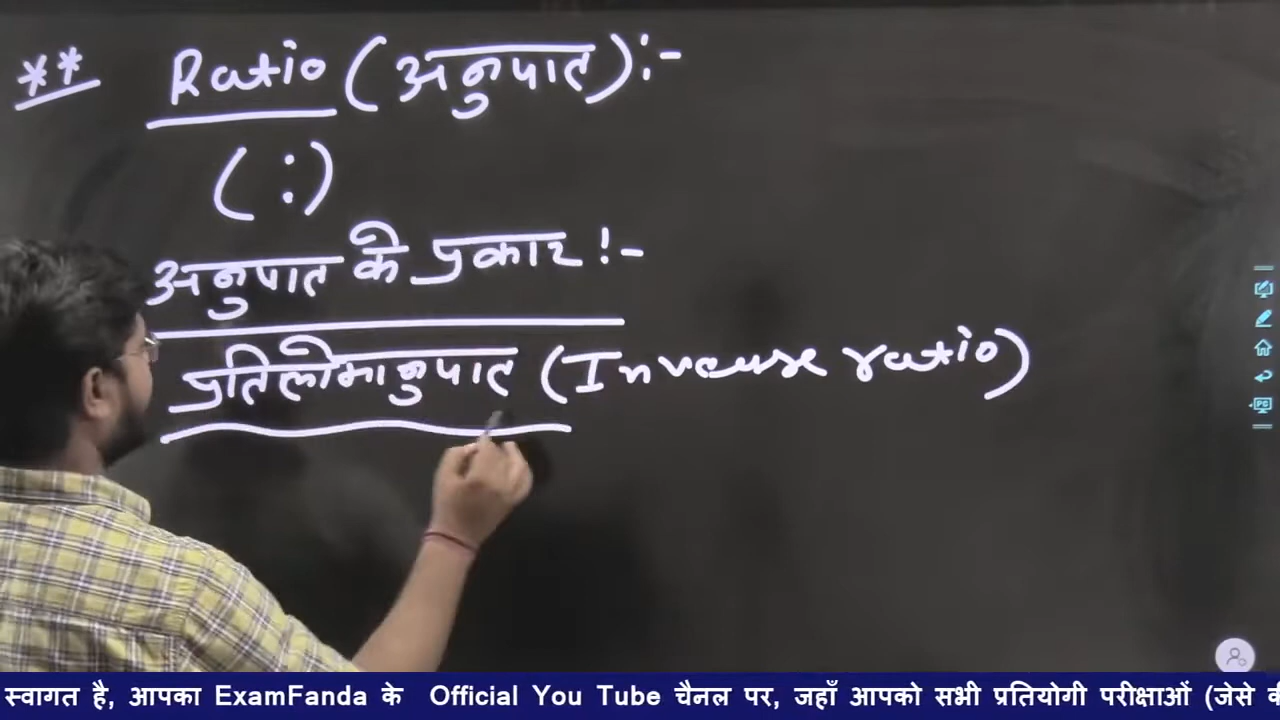 ** Ratio (अनुपात):-
(:)
अनुपात के प्रकार :-
प्रतिलोमानुपात (Inverse ratio)
स्वागत है, आपका ExamFanda के Official You Tube चैनल पर, जहाँ आपको सभी प्रतियोगी परीक्षाओं (जेसे